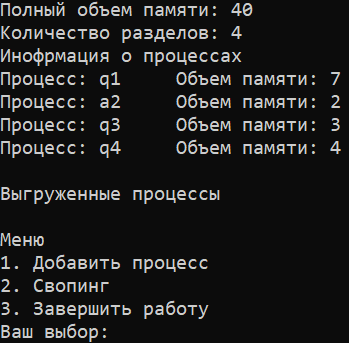 Полный объем памяти: 40
Количество разделов: 4
Инофрмация о процессах
Процесс: q1     Объем памяти: 7
Процесс: a2     Объем памяти: 2
Процесс: q3     Объем памяти: 3
Процесс: q4     Объем памяти: 4

Выгруженные процессы

Меню
1. Добавить процесс
2. Свопинг
3. Завершить работу
Ваш выбор: